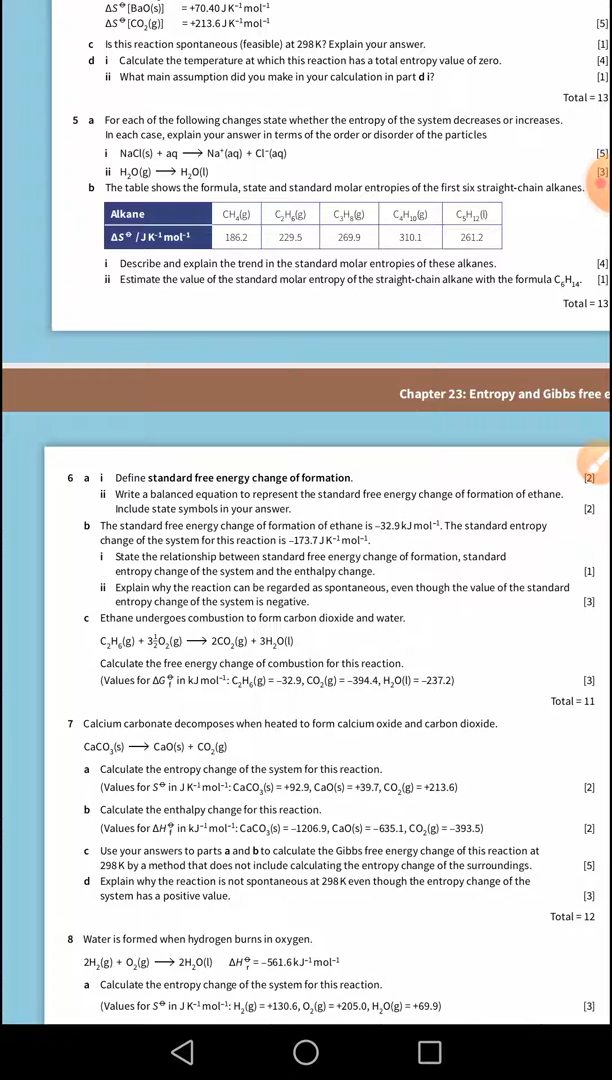 ΔS⦵[BaO(s)] = +70.40 J K⁻¹ mol⁻¹
ΔS⦵[CO₂(g)] = +213.6 J K⁻¹ mol⁻¹
[5]
c Is this reaction spontaneous (feasible) at 298 K? Explain your answer. [1]
d i Calculate the temperature at which this reaction has a total entropy value of zero. [4]
ii What main assumption did you make in your calculation in part d i? [1]
Total = 13
5 a For each of the following changes state whether the entropy of the system decreases or increases.
In each case, explain your answer in terms of the order or disorder of the particles
i NaCl(s) + aq ⟶ Na⁺(aq) + Cl⁻(aq) [5]
ii H₂O(g) ⟶ H₂O(l) [3]
b The table shows the formula, state and standard molar entropies of the first six straight-chain alkanes.
Alkane CH₄(g) C₂H₆(g) C₃H₈(g) C₄H₁₀(g) C₅H₁₂(l)
ΔS⦵ / J K⁻¹ mol⁻¹ 186.2 229.5 269.9 310.1 261.2
i Describe and explain the trend in the standard molar entropies of these alkanes. [4]
ii Estimate the value of the standard molar entropy of the straight-chain alkane with the formula C₆H₁₄. [1]
Total = 13
Chapter 23: Entropy and Gibbs free e
6 a i Define standard free energy change of formation. [2]
ii Write a balanced equation to represent the standard free energy change of formation of ethane.
Include state symbols in your answer. [2]
b The standard free energy change of formation of ethane is −32.9 kJ mol⁻¹. The standard entropy
change of the system for this reaction is −173.7 J K⁻¹ mol⁻¹.
i State the relationship between standard free energy change of formation, standard
entropy change of the system and the enthalpy change. [1]
ii Explain why the reaction can be regarded as spontaneous, even though the value of the standard
entropy change of the system is negative. [3]
c Ethane undergoes combustion to form carbon dioxide and water.
C₂H₆(g) + 3½O₂(g) ⟶ 2CO₂(g) + 3H₂O(l)
Calculate the free energy change of combustion for this reaction.
(Values for ΔG⦵f in kJ mol⁻¹: C₂H₆(g) = −32.9, CO₂(g) = −394.4, H₂O(l) = −237.2) [3]
Total = 11
7 Calcium carbonate decomposes when heated to form calcium oxide and carbon dioxide.
CaCO₃(s) ⟶ CaO(s) + CO₂(g)
a Calculate the entropy change of the system for this reaction.
(Values for S⦵ in J K⁻¹ mol⁻¹: CaCO₃(s) = +92.9, CaO(s) = +39.7, CO₂(g) = +213.6) [2]
b Calculate the enthalpy change for this reaction.
(Values for ΔH⦵f in kJ⁻¹ mol⁻¹: CaCO₃(s) = −1206.9, CaO(s) = −635.1, CO₂(g) = −393.5) [2]
c Use your answers to parts a and b to calculate the Gibbs free energy change of this reaction at
298 K by a method that does not include calculating the entropy change of the surroundings. [5]
d Explain why the reaction is not spontaneous at 298 K even though the entropy change of the
system has a positive value. [3]
Total = 12
8 Water is formed when hydrogen burns in oxygen.
2H₂(g) + O₂(g) ⟶ 2H₂O(l) ΔH⦵r = −561.6 kJ⁻¹ mol⁻¹
a Calculate the entropy change of the system for this reaction.
(Values for S⦵ in J K⁻¹ mol⁻¹: H₂(g) = +130.6, O₂(g) = +205.0, H₂O(g) = +69.9) [3]